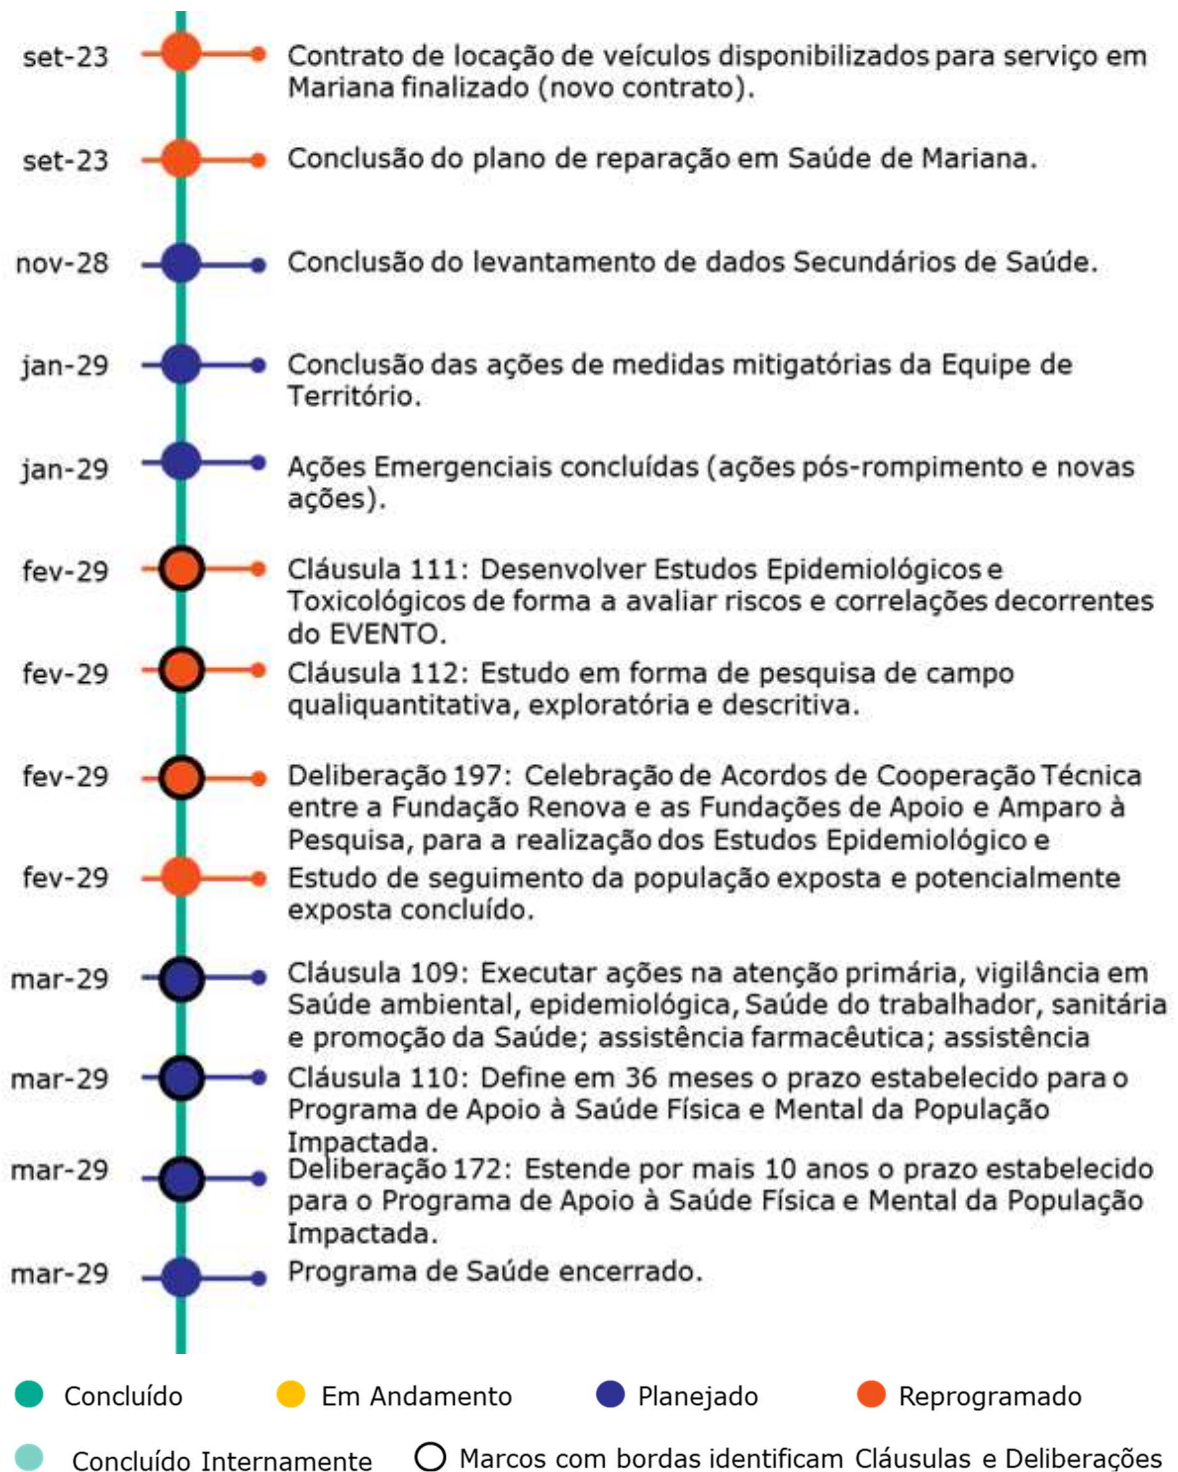 set-23
Contrato de locação de veículos disponibilizados para serviço em
Mariana finalizado (novo contrato).
set-23
Conclusão do plano de reparação em Saúde de Mariana.
nov-28
Conclusão do levantamento de dados Secundários de Saúde.
jan-29
Conclusão das ações de medidas mitigatórias da Equipe de
Território.
jan-29
Ações Emergenciais concluídas (ações pós-rompimento e novas
ações).
fev-29
Cláusula 111: Desenvolver Estudos Epidemiológicos e
Toxicológicos de forma a avaliar riscos e correlações decorrentes
do EVENTO.
fev-29
Cláusula 112: Estudo em forma de pesquisa de campo
qualiquantitativa, exploratória e descritiva.
fev-29
Deliberação 197: Celebração de Acordos de Cooperação Técnica
entre a Fundação Renova e as Fundações de Apoio e Amparo à
Pesquisa, para a realização dos Estudos Epidemiológico e
fev-29
Estudo de seguimento da população exposta e potencialmente
exposta concluído.
mar-29
Cláusula 109: Executar ações na atenção primária, vigilância em
Saúde ambiental, epidemiológica, Saúde do trabalhador, sanitária
e promoção da Saúde; assistência farmacêutica; assistência
mar-29
Cláusula 110: Define em 36 meses o prazo estabelecido para o
Programa de Apoio à Saúde Física e Mental da População
Impactada.
mar-29
Deliberação 172: Estende por mais 10 anos o prazo estabelecido
para o Programa de Apoio à Saúde Física e Mental da População
Impactada.
mar-29
Programa de Saúde encerrado.
Concluído
Em Andamento
Planejado
Reprogramado
Concluído Internamente
Marcos com bordas identificam Cláusulas e Deliberações